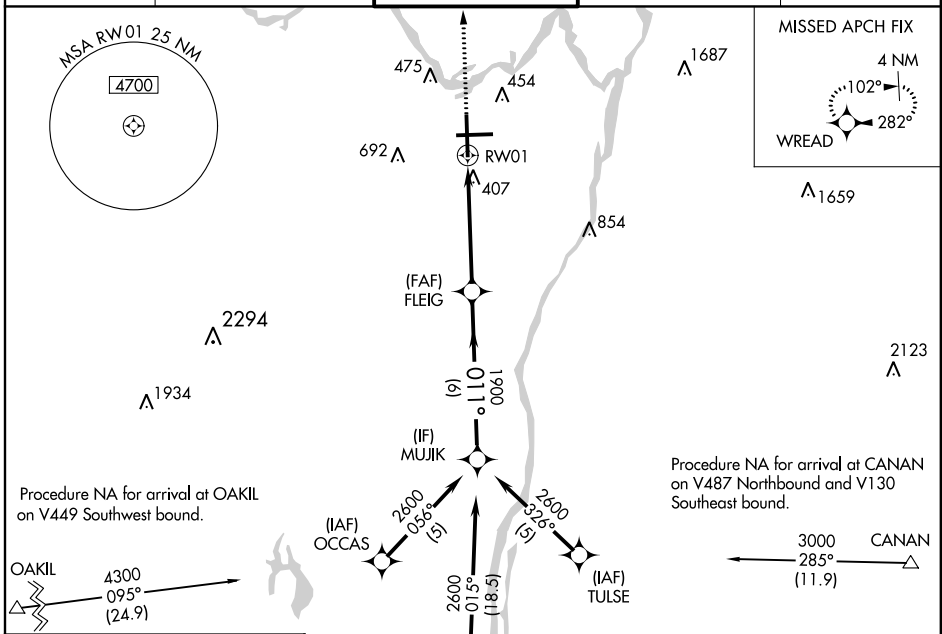 MSA RW01 25 NM
4700
475
454
1687
MISSED APCH FIX
4 NM
102°
282°
WREAD
692
RW01
407
1659
854
(FAF)
FLEIG
2294
1934
2123
1900
011°
(6)
(IF)
MUJIK
Procedure NA for arrival at OAKIL
on V449 Southwest bound.
Procedure NA for arrival at CANAN
on V487 Northbound and V130
Southeast bound.
2600
056°
(5)
(IAF)
OCCAS
2600
326°
(5)
(IAF)
TULSE
2600
015°
(18.5)
OAKIL
4300
095°
(24.9)
3000
285°
(11.9)
CANAN